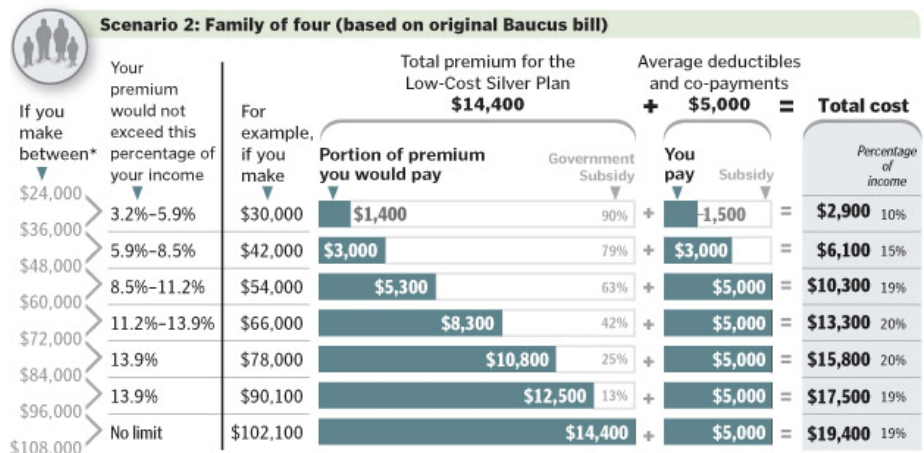 Scenario 2: Family of four (based on original Baucus bill)
If you
make
between*
Your
premium
would not
exceed this
percentage of
your income
For
example,
if you
make
Total premium for the
Low-Cost Silver Plan
$14,400
Portion of premium
you would pay
Government
Subsidy
+
Average deductibles
and co-payments
$5,000
You
pay
Subsidy
=
Total cost
Percentage
of
income
$24,000
3.2%–5.9% $30,000 $1,400 90% + 1,500 = $2,900 10%
$36,000
5.9%–8.5% $42,000 $3,000 79% + $3,000 = $6,100 15%
$48,000
8.5%–11.2% $54,000 $5,300 63% + $5,000 = $10,300 19%
$60,000
11.2%–13.9% $66,000 $8,300 42% + $5,000 = $13,300 20%
$72,000
13.9% $78,000 $10,800 25% + $5,000 = $15,800 20%
$84,000
13.9% $90,100 $12,500 13% + $5,000 = $17,500 19%
$96,000
No limit $102,100 $14,400 + $5,000 = $19,400 19%
$108,000